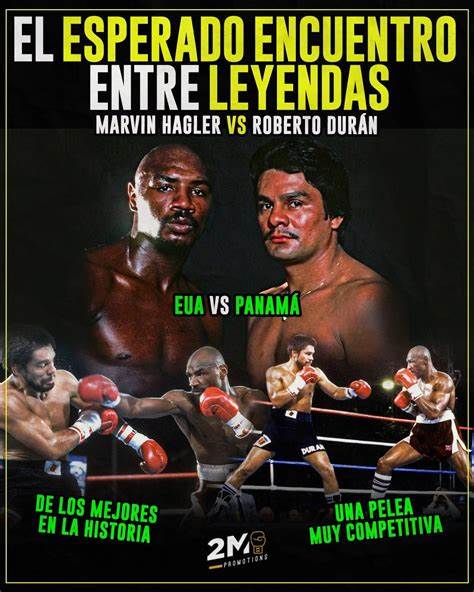 EL ESPERADO ENCUENTRO
ENTRE LEYENDAS
MARVIN HAGLER VS ROBERTO DURÁN
EUA VS PANAMÁ
DURAN
DE LOS MEJORES
EN LA HISTORIA
UNA PELEA
MUY COMPETITIVA
2M
PROMOTIONS